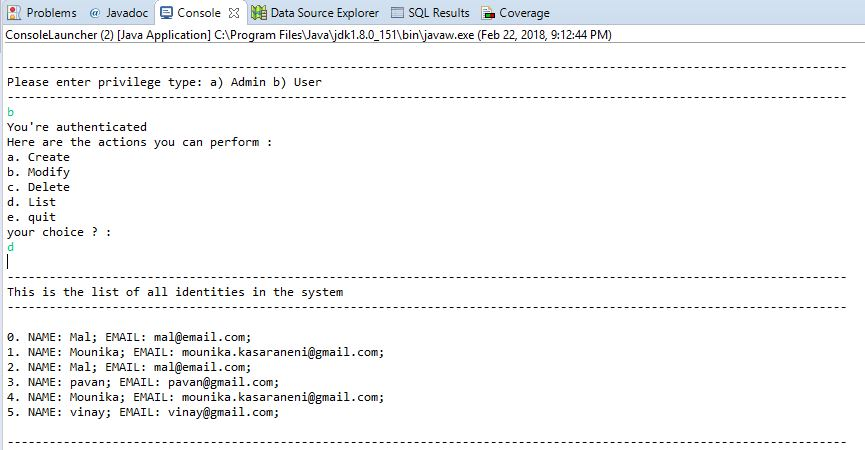 Problems @ Javadoc Console Data Source Explorer SQL Results Coverage
ConsoleLauncher (2) [Java Application] C:\Program Files\Java\jdk1.8.0_151\bin\javaw.exe (Feb 22, 2018, 9:12:44 PM)
------------------------------------------------------------------------------------------------------------------------
Please enter privilege type: a) Admin b) User
------------------------------------------------------------------------------------------------------------------------
b
You're authenticated
Here are the actions you can perform :
a. Create
b. Modify
c. Delete
d. List
e. quit
your choice ? :
d
------------------------------------------------------------------------------------------------------------------------
This is the list of all identities in the system
------------------------------------------------------------------------------------------------------------------------
0. NAME: Mal; EMAIL: mal@email.com;
1. NAME: Mounika; EMAIL: mounika.kasaraneni@gmail.com;
2. NAME: Mal; EMAIL: mal@email.com;
3. NAME: pavan; EMAIL: pavan@gmail.com;
4. NAME: Mounika; EMAIL: mounika.kasaraneni@gmail.com;
5. NAME: vinay; EMAIL: vinay@gmail.com;
------------------------------------------------------------------------------------------------------------------------